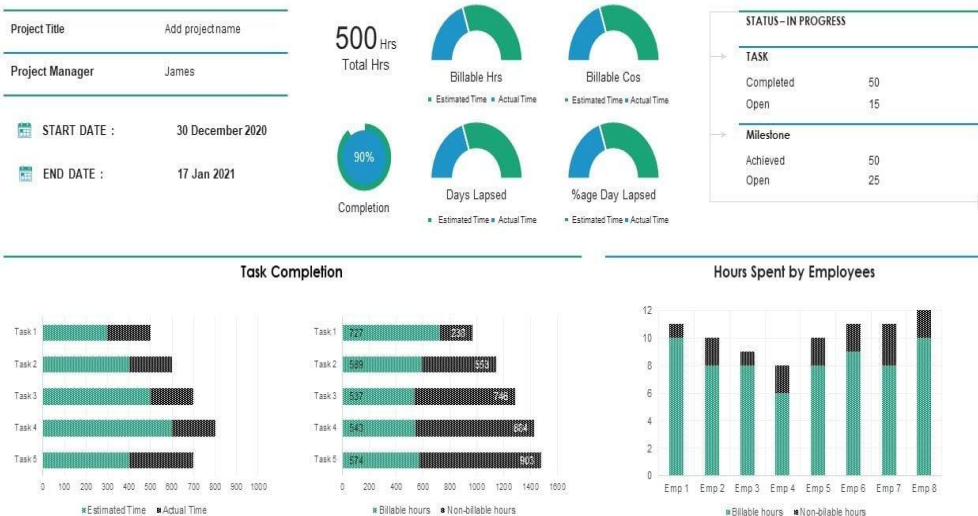 Project Title Add project name
Project Manager James
START DATE : 30 December 2020
END DATE : 17 Jan 2021
500 Hrs
Total Hrs
90%
Completion
Billable Hrs
Estimated Time Actual Time
Billable Cos
Estimated Time Actual Time
Days Lapsed
Estimated Time Actual Time
%age Day Lapsed
Estimated Time Actual Time
STATUS – IN PROGRESS
TASK
Completed 50
Open 15
Milestone
Achieved 50
Open 25
Task Completion
Task 1
Task 2
Task 3
Task 4
Task 5
0 100 200 300 400 500 600 700 800 900 1000
Estimated Time Actual Time
Task 1 727 230
Task 2 589 553
Task 3 537 746
Task 4 543 884
Task 5 574 903
0 200 400 600 800 1000 1200 1400 1600
Billable hours Non-billable hours
Hours Spent by Employees
12
10
8
6
4
2
0
Emp 1 Emp 2 Emp 3 Emp 4 Emp 5 Emp 6 Emp 7 Emp 8
Billable hours Non-billable hours